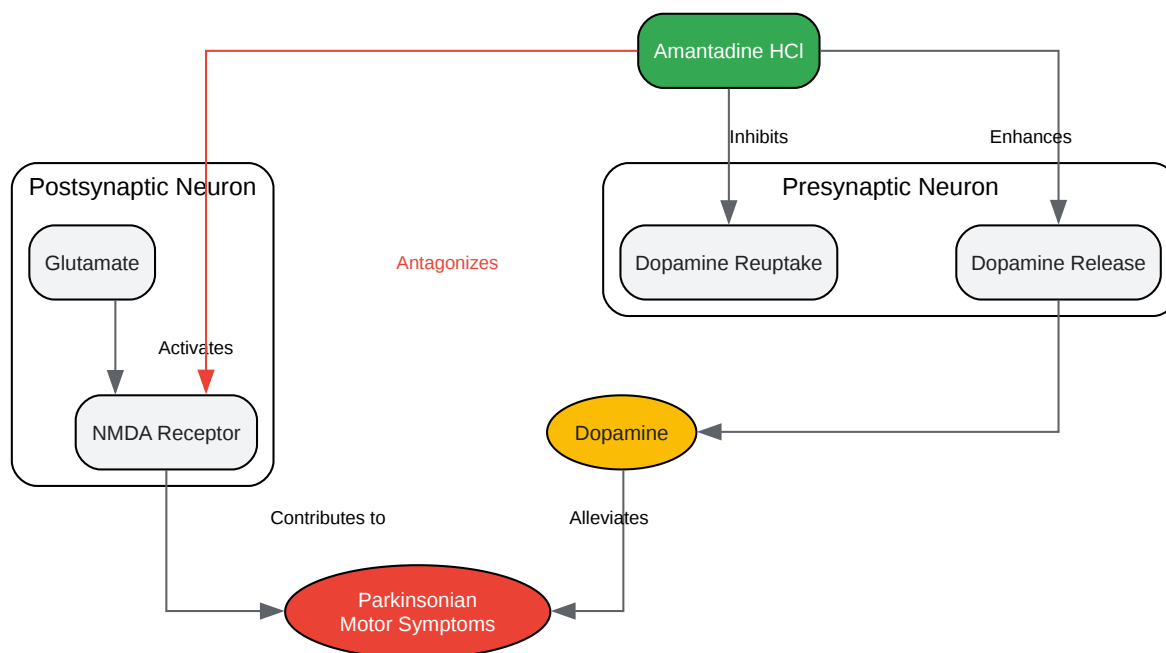 Amantadine HCl
Inhibits
Enhances
Postsynaptic Neuron
Presynaptic Neuron
Glutamate
Antagonizes
Dopamine Reuptake
Dopamine Release
Activates
NMDA Receptor
Dopamine
Contributes to
Alleviates
Parkinsonian
Motor Symptoms